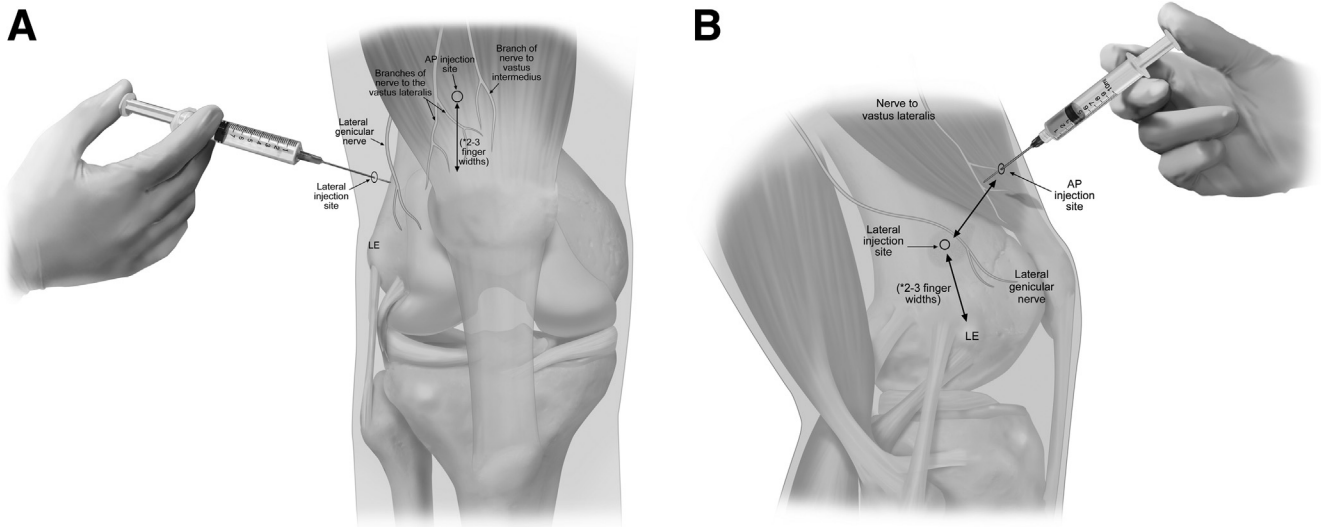 A
AP injection
site
Branch of
nerve to
vastus
intermedius
Branches of
nerve to the
vastus lateralis
Lateral
genicular
nerve
(*2-3
finger
widths)
Lateral
injection
site
LE
B
Nerve to
vastus lateralis
AP
injection
site
Lateral
injection
site
(*2-3 finger
widths)
Lateral
genicular
nerve
LE